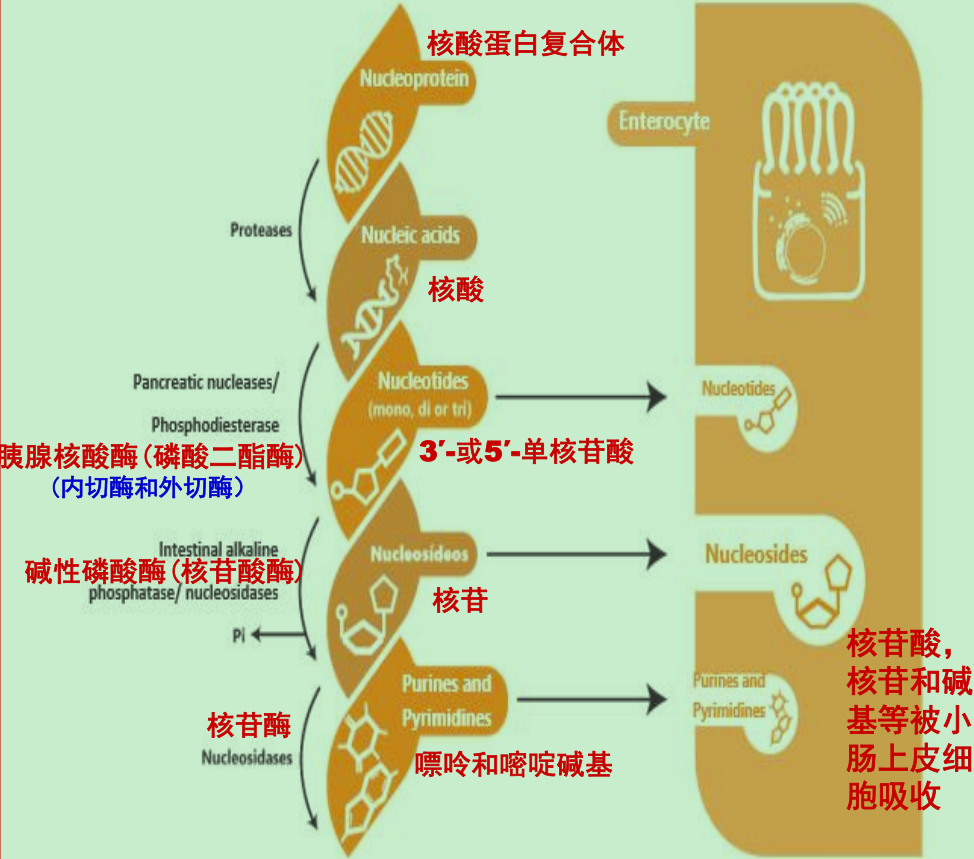 核酸蛋白复合体
Nucleoprotein
Enterocyte
Proteases
Nucleic acids
核酸
Pancreatic nucleases/
Phosphodiesterase
胰腺核酸酶(磷酸二酯酶)
(内切酶和外切酶)
Nucleotides
(mono, di or tri)
3′-或5′-单核苷酸
Nucleotides
Intestinal alkaline
碱性磷酸酶(核苷酸酶)
phosphatase/ nucleosidases
Pi
Nucleosideos
核苷
Nucleosides
核苷酶
Nucleosidases
Purines and
Pyrimidines
嘌呤和嘧啶碱基
Purines and
Pyrimidines
核苷酸,
核苷和碱
基等被小
肠上皮细
胞吸收